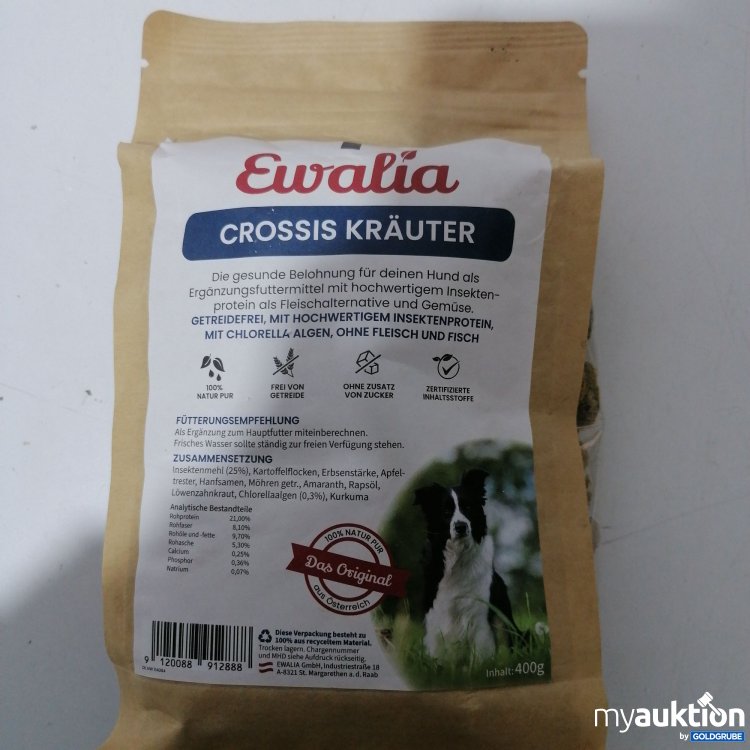 Ewalia
CROSSIS KRÄUTER
Die gesunde Belohnung für deinen Hund als
Ergänzungsfuttermittel mit hochwertigem Insekten-
protein als Fleischalternative und Gemüse.
GETREIDEFREI, MIT HOCHWERTIGEM INSEKTENPROTEIN,
MIT CHLORELLA ALGEN, OHNE FLEISCH UND FISCH
100%
NATUR PUR
FREI VON
GETREIDE
OHNE ZUSATZ
VON ZUCKER
ZERTIFIZIERTE
INHALTSSTOFFE
FÜTTERUNGSEMPFEHLUNG
Als Ergänzung zum Hauptfutter miteinberechnen.
Frisches Wasser sollte ständig zur freien Verfügung stehen.
ZUSAMMENSETZUNG
Insektenmehl (25%), Kartoffelflocken, Erbsenstärke, Apfel-
trester, Hanfsamen, Möhren getr., Amaranth, Rapsöl,
Löwenzahnkraut, Chlorellaalgen (0,3%), Kurkuma
Analytische Bestandteile
Rohprotein 21,00%
Rohfaser 8,10%
Rohöle und -fette 9,70%
Rohasche 5,30%
Calcium 0,25%
Phosphor 0,36%
Natrium 0,07%
100% NATUR PUR
Das Original
aus Österreich
9 120088 912888
Diese Verpackung besteht zu
100% aus recyceltem Material.
Trocken lagern. Chargennummer
und MHD siehe Aufdruck rückseitig.
EWALIA GmbH, Industriestraße 18
A-8321 St. Margarethen a. d. Raab
Inhalt: 400g
myauktion
by GOLDGRUBE